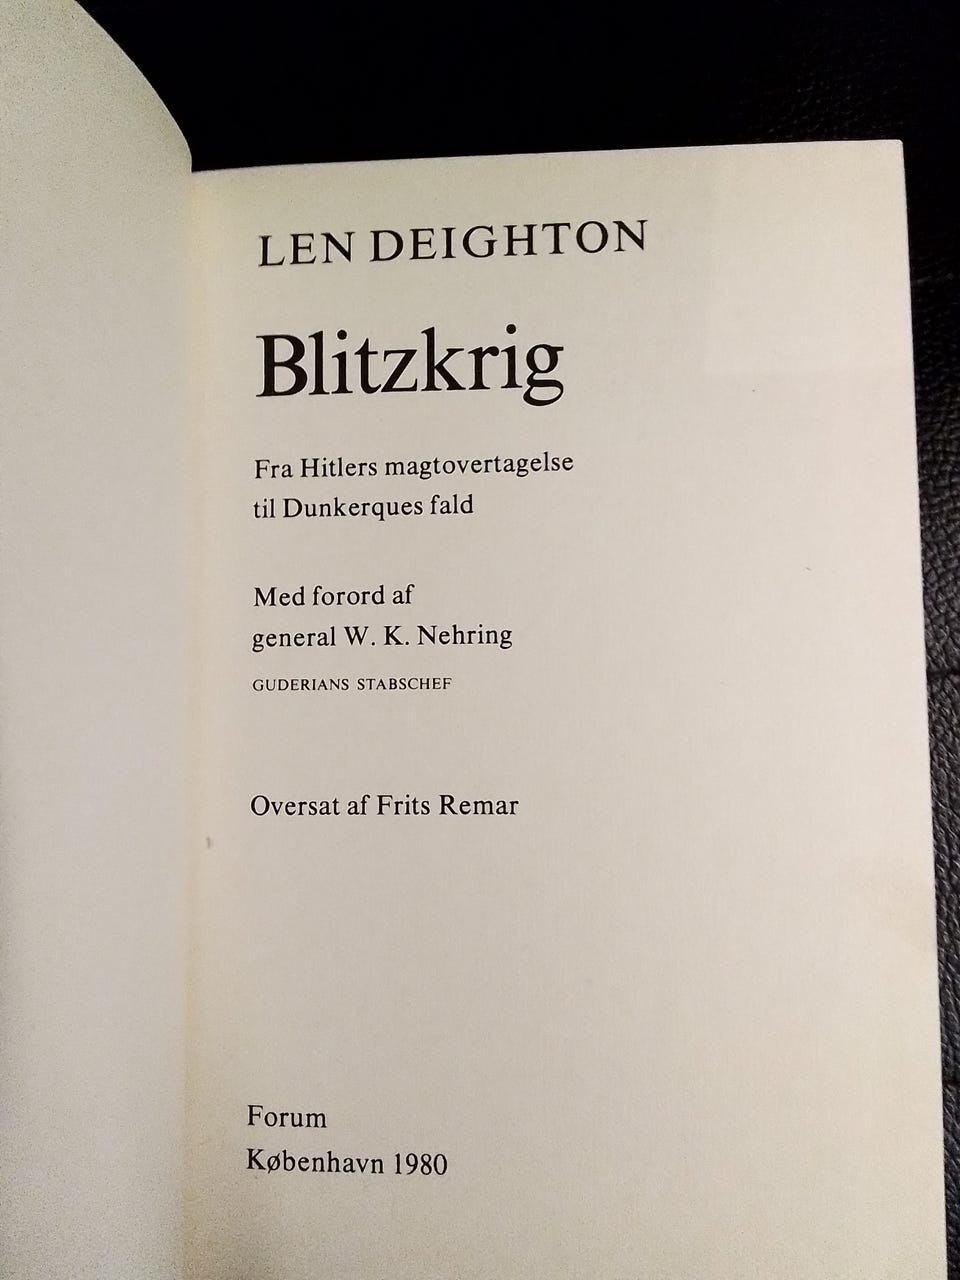 LEN DEIGHTON
Blitzkrig
Fra Hitlers magtovertagelse
til Dunkerques fald
Med forord af
general W. K. Nehring
GUDERIANS STABSCHEF
Oversat af Frits Remar
Forum
København 1980